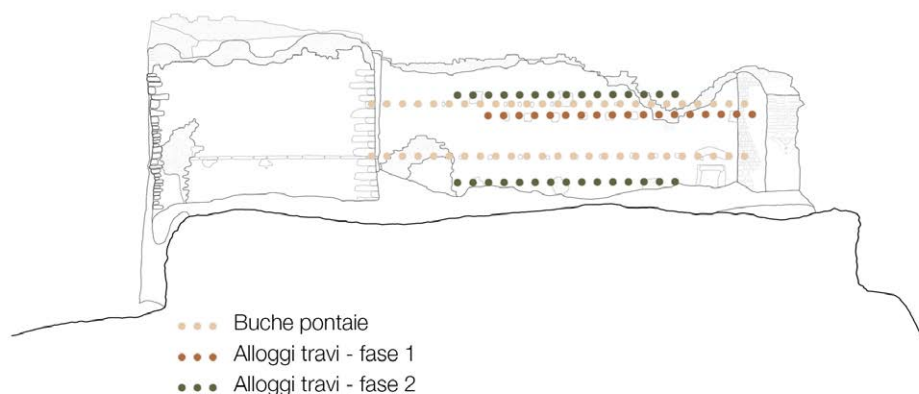 Buche pontaie
Alloggi travi - fase 1
Alloggi travi - fase 2